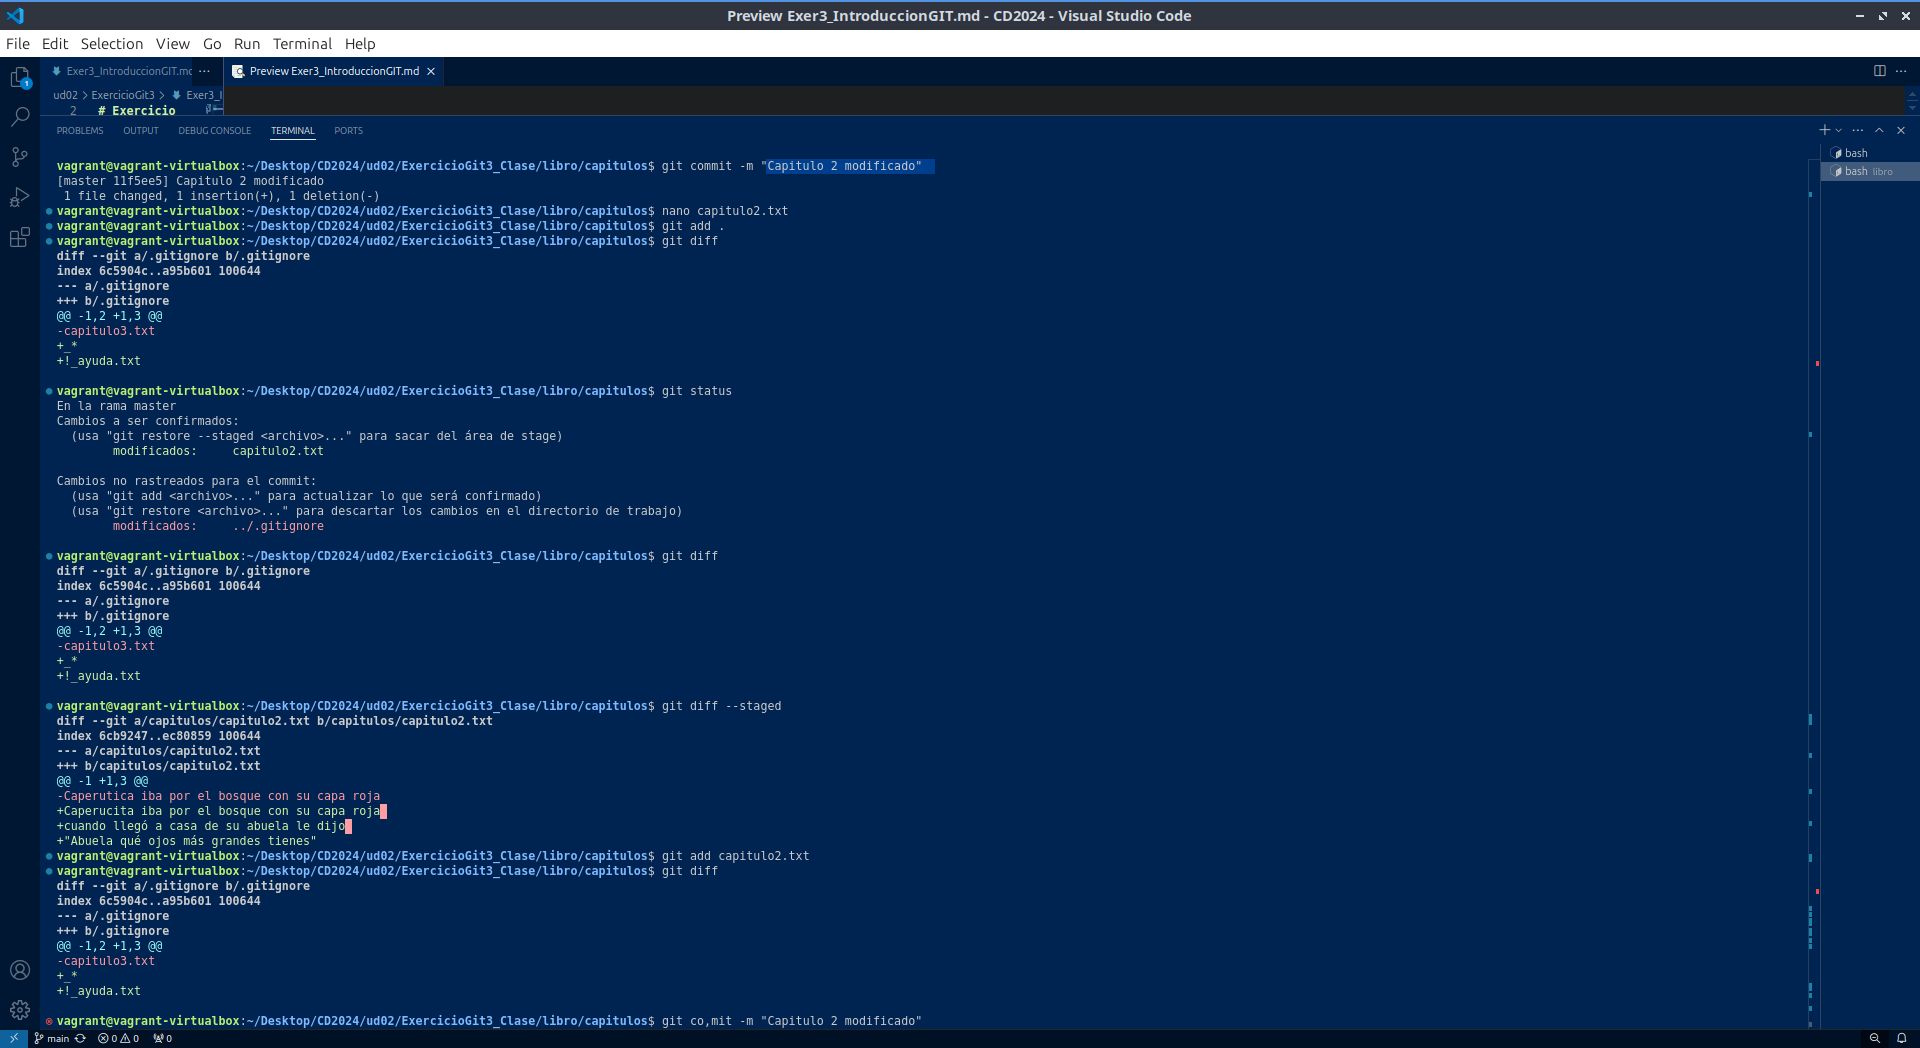 Preview Exer3_IntroduccionGIT.md - CD2024 - Visual Studio Code
File Edit Selection View Go Run Terminal Help
Exer3_IntroduccionGIT.md ··· Preview Exer3_IntroduccionGIT.md
ud02 > ExercicioGit3 > Exer3_I
2 # Exercicio
PROBLEMS OUTPUT DEBUG CONSOLE TERMINAL PORTS
bash
bash libro
vagrant@vagrant-virtualbox:~/Desktop/CD2024/ud02/ExercicioGit3_Clase/libro/capitulos$ git commit -m "Capitulo 2 modificado"
[master 11f5ee5] Capitulo 2 modificado
1 file changed, 1 insertion(+), 1 deletion(-)
vagrant@vagrant-virtualbox:~/Desktop/CD2024/ud02/ExercicioGit3_Clase/libro/capitulos$ nano capitulo2.txt
vagrant@vagrant-virtualbox:~/Desktop/CD2024/ud02/ExercicioGit3_Clase/libro/capitulos$ git add .
vagrant@vagrant-virtualbox:~/Desktop/CD2024/ud02/ExercicioGit3_Clase/libro/capitulos$ git diff
diff --git a/.gitignore b/.gitignore
index 6c5904c..a95b601 100644
--- a/.gitignore
+++ b/.gitignore
@@ -1,2 +1,3 @@
-capitulo3.txt
+_*
+!_ayuda.txt
vagrant@vagrant-virtualbox:~/Desktop/CD2024/ud02/ExercicioGit3_Clase/libro/capitulos$ git status
En la rama master
Cambios a ser confirmados:
(usa "git restore --staged <archivo>..." para sacar del área de stage)
modificados: capitulo2.txt
Cambios no rastreados para el commit:
(usa "git add <archivo>..." para actualizar lo que será confirmado)
(usa "git restore <archivo>..." para descartar los cambios en el directorio de trabajo)
modificados: ../.gitignore
vagrant@vagrant-virtualbox:~/Desktop/CD2024/ud02/ExercicioGit3_Clase/libro/capitulos$ git diff
diff --git a/.gitignore b/.gitignore
index 6c5904c..a95b601 100644
--- a/.gitignore
+++ b/.gitignore
@@ -1,2 +1,3 @@
-capitulo3.txt
+_*
+!_ayuda.txt
vagrant@vagrant-virtualbox:~/Desktop/CD2024/ud02/ExercicioGit3_Clase/libro/capitulos$ git diff --staged
diff --git a/capitulos/capitulo2.txt b/capitulos/capitulo2.txt
index 6cb9247..ec80859 100644
--- a/capitulos/capitulo2.txt
+++ b/capitulos/capitulo2.txt
@@ -1 +1,3 @@
-Caperutica iba por el bosque con su capa roja
+Caperucita iba por el bosque con su capa roja
+cuando llegó a casa de su abuela le dijo
+"Abuela qué ojos más grandes tienes"
vagrant@vagrant-virtualbox:~/Desktop/CD2024/ud02/ExercicioGit3_Clase/libro/capitulos$ git add capitulo2.txt
vagrant@vagrant-virtualbox:~/Desktop/CD2024/ud02/ExercicioGit3_Clase/libro/capitulos$ git diff
diff --git a/.gitignore b/.gitignore
index 6c5904c..a95b601 100644
--- a/.gitignore
+++ b/.gitignore
@@ -1,2 +1,3 @@
-capitulo3.txt
+_*
+!_ayuda.txt
vagrant@vagrant-virtualbox:~/Desktop/CD2024/ud02/ExercicioGit3_Clase/libro/capitulos$ git co,mit -m "Capitulo 2 modificado"
main 0 0 0